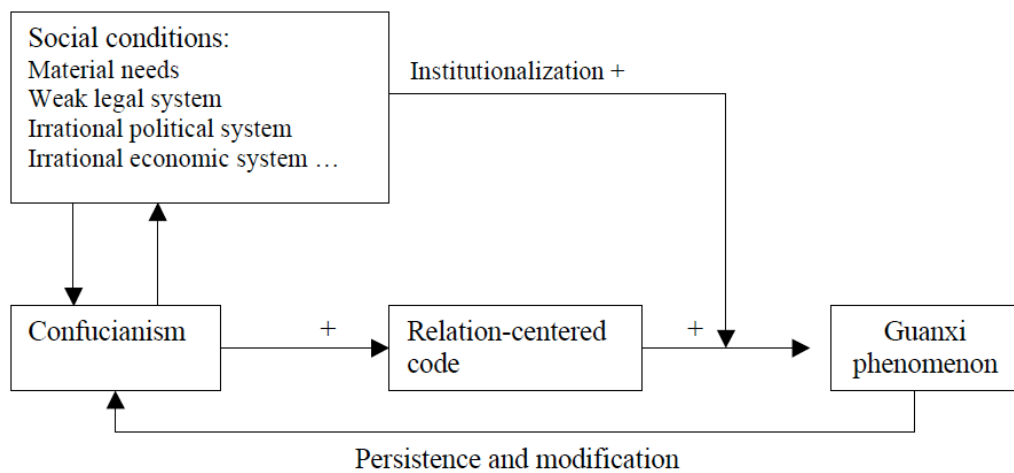 Social conditions:
Material needs
Weak legal system
Irrational political system
Irrational economic system …
Institutionalization +
Confucianism
+
Relation-centered
code
+
Guanxi
phenomenon
Persistence and modification